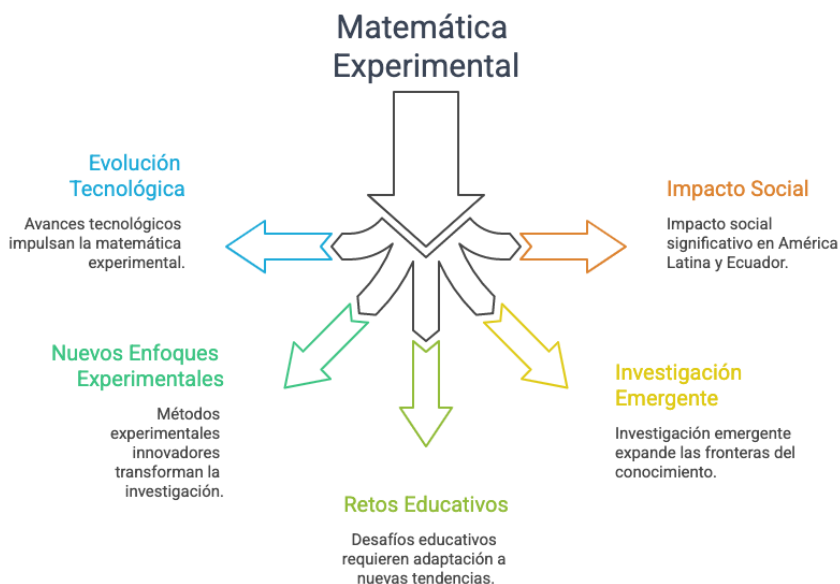 Matemática
Experimental
Evolución
Tecnológica
Avances tecnológicos
impulsan la matemática
experimental.
Impacto Social
Impacto social
significativo en América
Latina y Ecuador.
Nuevos Enfoques
Experimentales
Métodos
experimentales
innovadores
transforman la
investigación.
Investigación
Emergente
Investigación emergente
expande las fronteras del
conocimiento.
Retos Educativos
Desafíos educativos
requieren adaptación a
nuevas tendencias.